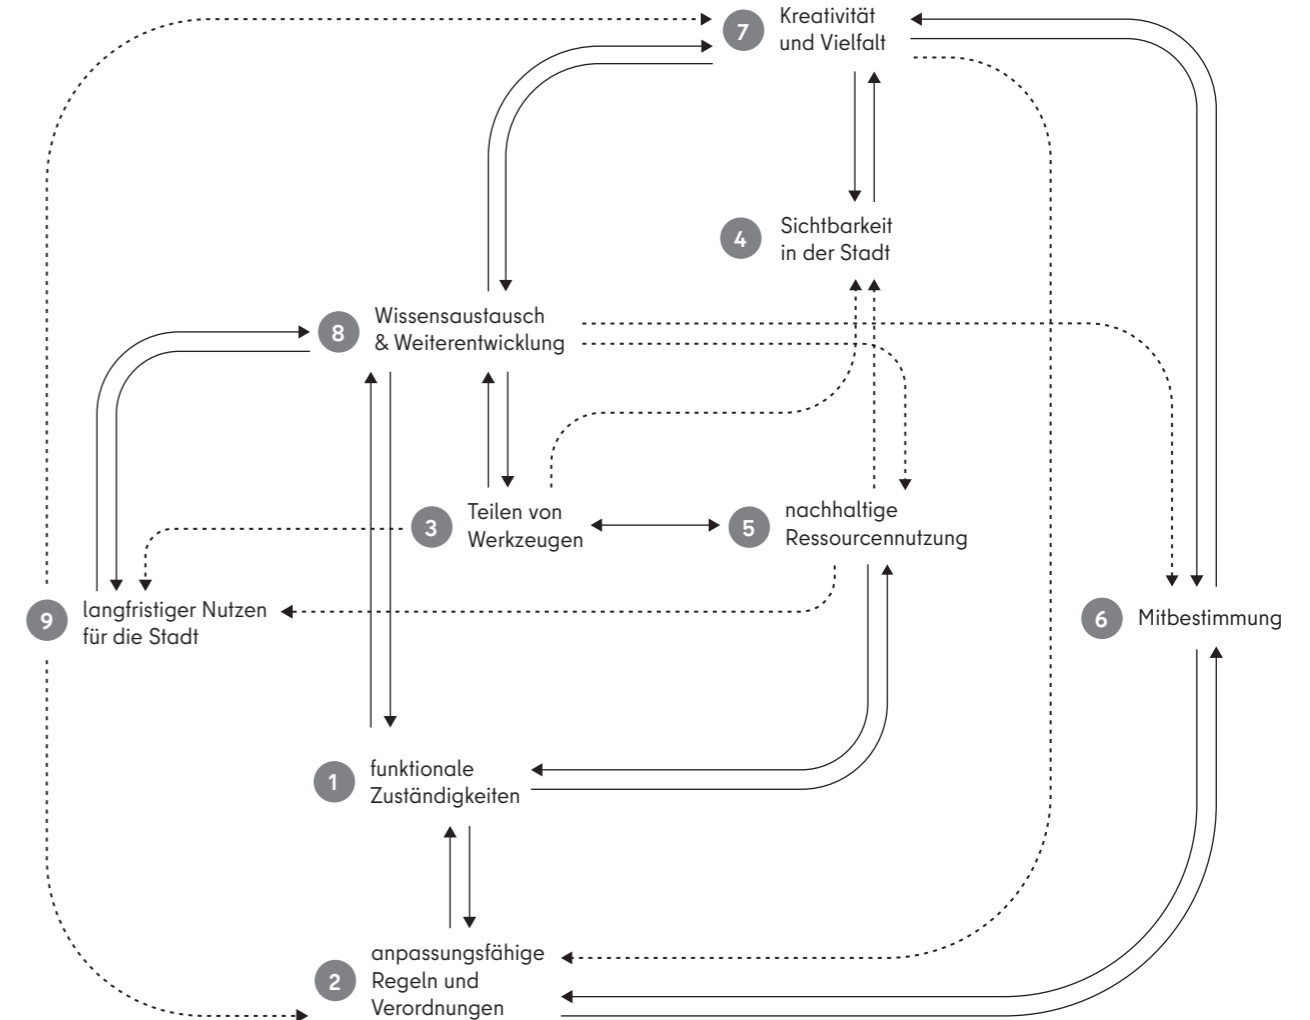 7
Kreativität
und Vielfalt
4
Sichtbarkeit
in der Stadt
8
Wissensaustausch
& Weiterentwicklung
3
Teilen von
Werkzeugen
5
nachhaltige
Ressourcennutzung
9
langfristiger Nutzen
für die Stadt
6
Mitbestimmung
1
funktionale
Zuständigkeiten
2
anpassungsfähige
Regeln und
Verordnungen